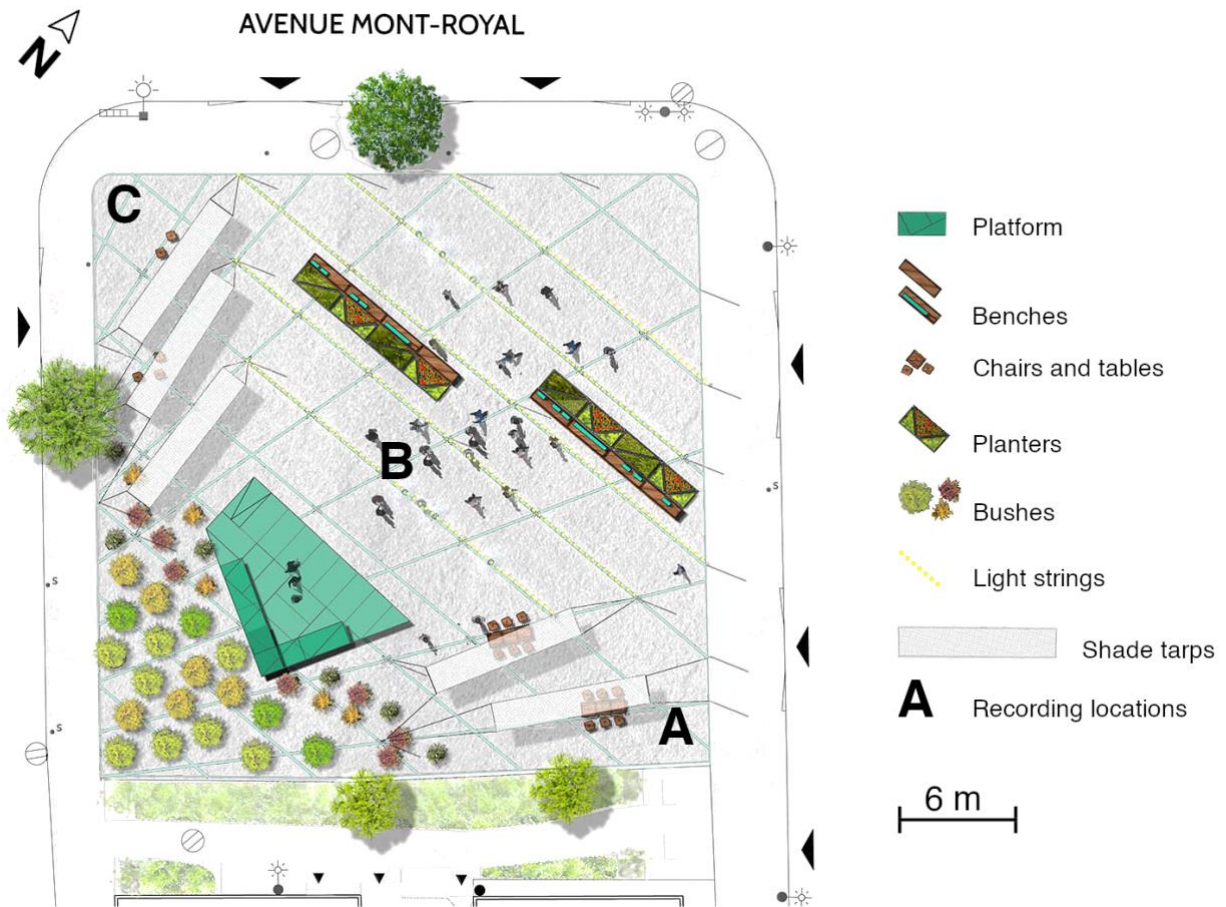 AVENUE MONT-ROYAL
N
C
Platform
Benches
Chairs and tables
B
Planters
S
Bushes
Light strings
S
Shade tarps
A
A Recording locations
S
6 m